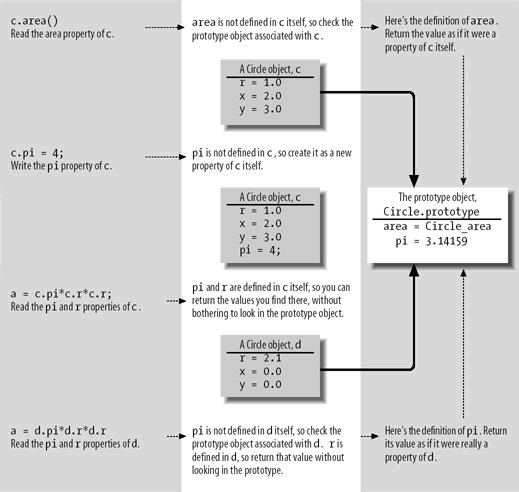 c.area()
Read the area property of c.
area is not defined in c itself, so check the
prototype object associated with c.
Here's the definition of area.
Return the value as if it were a
property of c itself.
A Circle object, c
r = 1.0
x = 2.0
y = 3.0
c.pi = 4;
Write the pi property of c.
pi is not defined in c, so create it as a new
property of c itself.
A Circle object, c
r = 1.0
x = 2.0
y = 3.0
pi = 4;
The prototype object,
Circle.prototype
area = Circle_area
pi = 3.14159
a = c.pi*c.r*c.r;
Read the pi and r properties of c.
pi and r are defined in c itself, so you can
return the values you find there, without
bothering to look in the prototype object.
A Circle object, d
r = 2.1
x = 0.0
y = 0.0
a = d.pi*d.r*d.r
Read the pi and r properties of d.
pi is not defined in d itself, so check the
prototype object associated with d. r is
defined in d, so return that value without
looking in the prototype.
Here's the definition of pi. Return
its value as if it were really a
property of d.